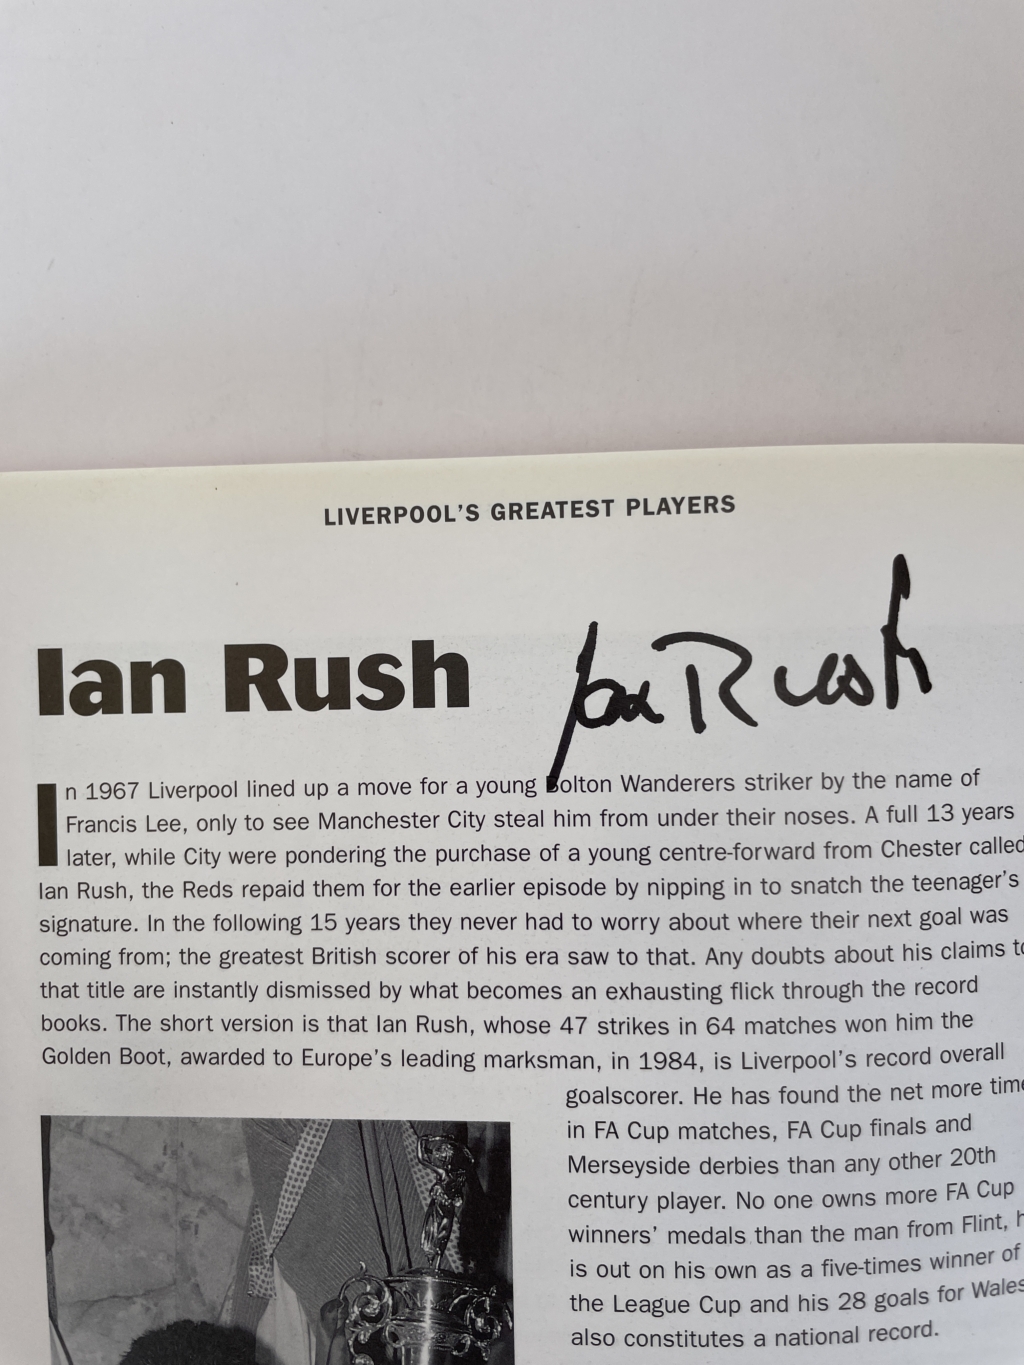 LIVERPOOL'S GREATEST PLAYERS
Ian Rush
Ian Rush
In 1967 Liverpool lined up a move for a young Bolton Wanderers striker by the name of
Francis Lee, only to see Manchester City steal him from under their noses. A full 13 years
later, while City were pondering the purchase of a young centre-forward from Chester called
Ian Rush, the Reds repaid them for the earlier episode by nipping in to snatch the teenager's
signature. In the following 15 years they never had to worry about where their next goal was
coming from; the greatest British scorer of his era saw to that. Any doubts about his claims to
that title are instantly dismissed by what becomes an exhausting flick through the record
books. The short version is that Ian Rush, whose 47 strikes in 64 matches won him the
Golden Boot, awarded to Europe's leading marksman, in 1984, is Liverpool's record overall
goalscorer. He has found the net more time
in FA Cup matches, FA Cup finals and
Merseyside derbies than any other 20th
century player. No one owns more FA Cup
winners' medals than the man from Flint, h
is out on his own as a five-times winner of
the League Cup and his 28 goals for Wales
also constitutes a national record.